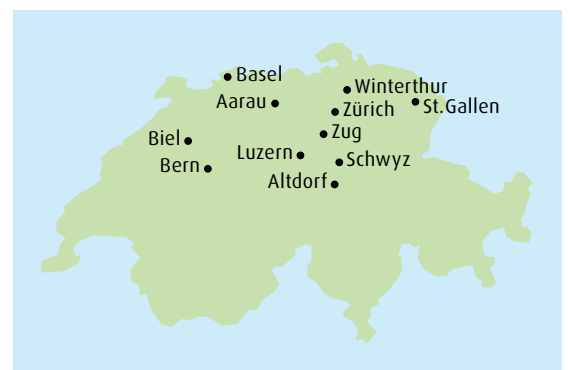 Basel
Winterthur
Aarau
St.Gallen
Zürich
Zug
Biel
Luzern
Schwyz
Bern
Altdorf